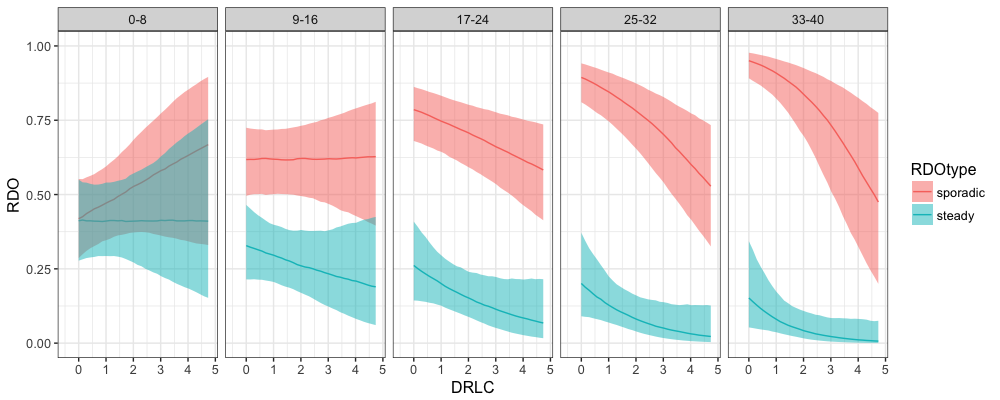 0-8 9-16 17-24 25-32 33-40
1.00
0.75
0.50
0.25
0.00
RDO
0 1 2 3 4 5 0 1 2 3 4 5 0 1 2 3 4 5 0 1 2 3 4 5 0 1 2 3 4 5
DRLC
RDOtype
sporadic
steady